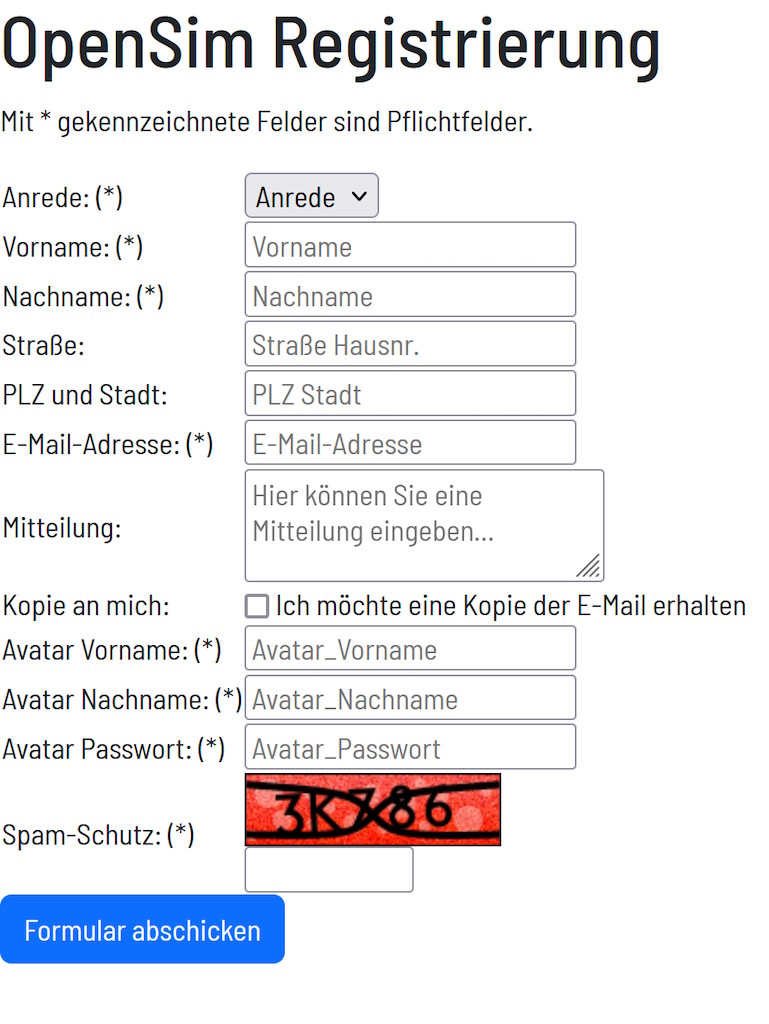 OpenSim Registrierung
Mit * gekennzeichnete Felder sind Pflichtfelder.
Anrede: (*) Anrede
Vorname: (*) Vorname
Nachname: (*) Nachname
Straße: Straße Hausnr.
PLZ und Stadt: PLZ Stadt
E-Mail-Adresse: (*) E-Mail-Adresse
Hier können Sie eine
Mitteilung: Mitteilung eingeben...
Kopie an mich: Ich möchte eine Kopie der E-Mail erhalten
Avatar Vorname: (*) Avatar_Vorname
Avatar Nachname: (*) Avatar_Nachname
Avatar Passwort: (*) Avatar_Passwort
Spam-Schutz: (*)
Formular abschicken